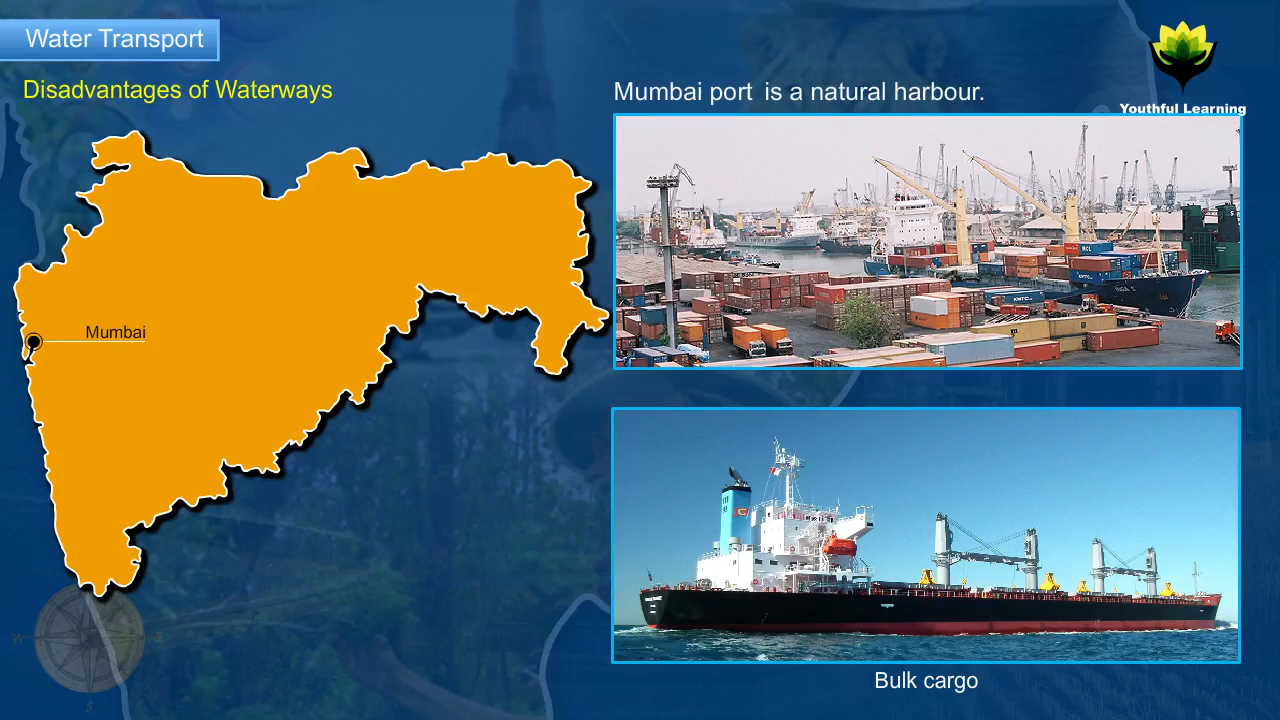 Water Transport
Disadvantages of Waterways
Mumbai port is a natural harbour.
Youthful Learning
Mumbai
Bulk cargo
W
E
S